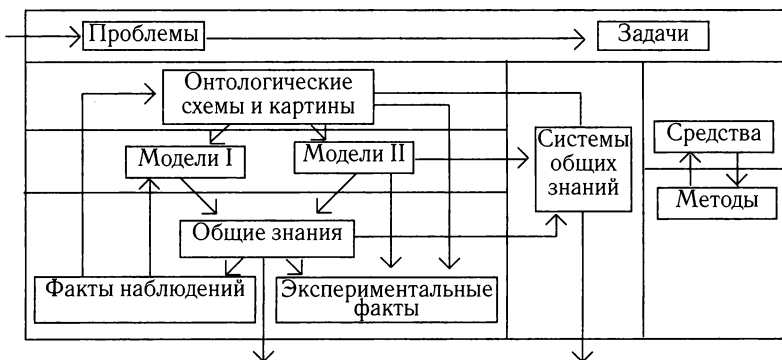 Проблемы
Задачи
Онтологические
схемы и картины
Модели I
Модели II
Системы
общих
знаний
Средства
Методы
Общие знания
Факты наблюдений
Экспериментальные
факты